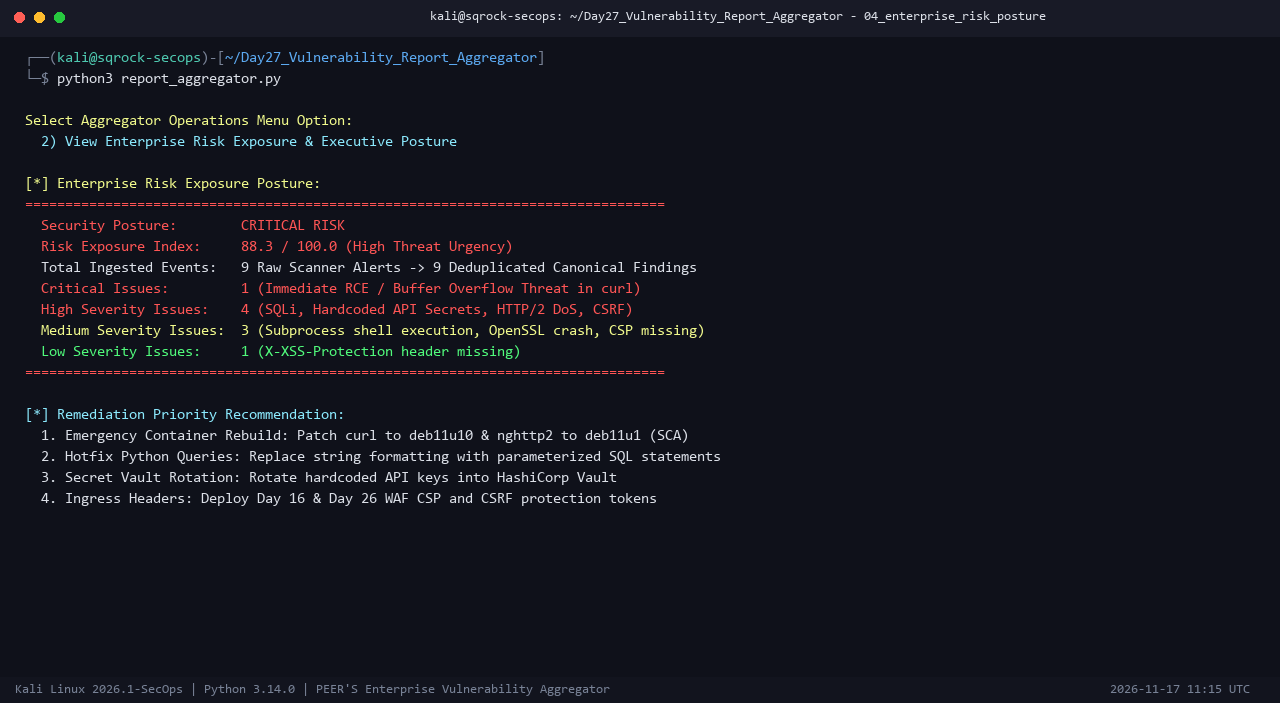 kali@sqrock-secops: ~/Day27_Vulnerability_Report_Aggregator - 04_enterprise_risk_posture
┌──(kali@sqrock-secops)-[~/Day27_Vulnerability_Report_Aggregator]
└─$ python3 report_aggregator.py
Select Aggregator Operations Menu Option:
2) View Enterprise Risk Exposure & Executive Posture
[*] Enterprise Risk Exposure Posture:
================================================================================
Security Posture: CRITICAL RISK
Risk Exposure Index: 88.3 / 100.0 (High Threat Urgency)
Total Ingested Events: 9 Raw Scanner Alerts -> 9 Deduplicated Canonical Findings
Critical Issues: 1 (Immediate RCE / Buffer Overflow Threat in curl)
High Severity Issues: 4 (SQLi, Hardcoded API Secrets, HTTP/2 DoS, CSRF)
Medium Severity Issues: 3 (Subprocess shell execution, OpenSSL crash, CSP missing)
Low Severity Issues: 1 (X-XSS-Protection header missing)
================================================================================
[*] Remediation Priority Recommendation:
1. Emergency Container Rebuild: Patch curl to deb11u10 & nghttp2 to deb11u1 (SCA)
2. Hotfix Python Queries: Replace string formatting with parameterized SQL statements
3. Secret Vault Rotation: Rotate hardcoded API keys into HashiCorp Vault
4. Ingress Headers: Deploy Day 16 & Day 26 WAF CSP and CSRF protection tokens
Kali Linux 2026.1-SecOps | Python 3.14.0 | PEER'S Enterprise Vulnerability Aggregator
2026-11-17 11:15 UTC